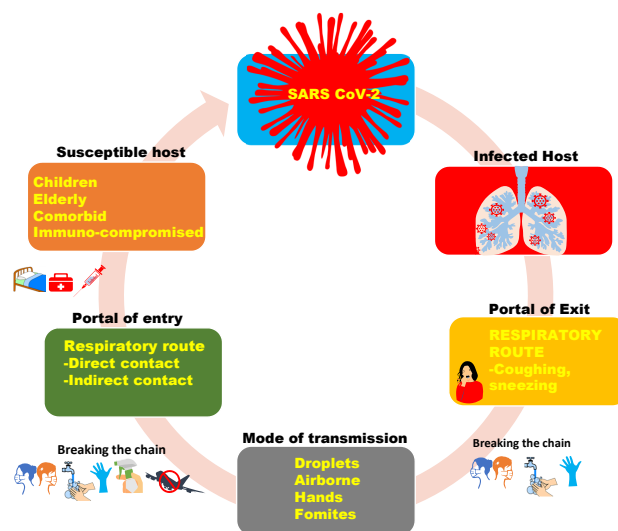 SARS CoV-2
Infected Host
Portal of Exit
RESPIRATORY
ROUTE
-Coughing,
sneezing
Breaking the chain
Mode of transmission
Droplets
Airborne
Hands
Fomites
Breaking the chain
Portal of entry
Respiratory route
-Direct contact
-Indirect contact
Susceptible host
Children
Elderly
Comorbid
Immuno-compromised